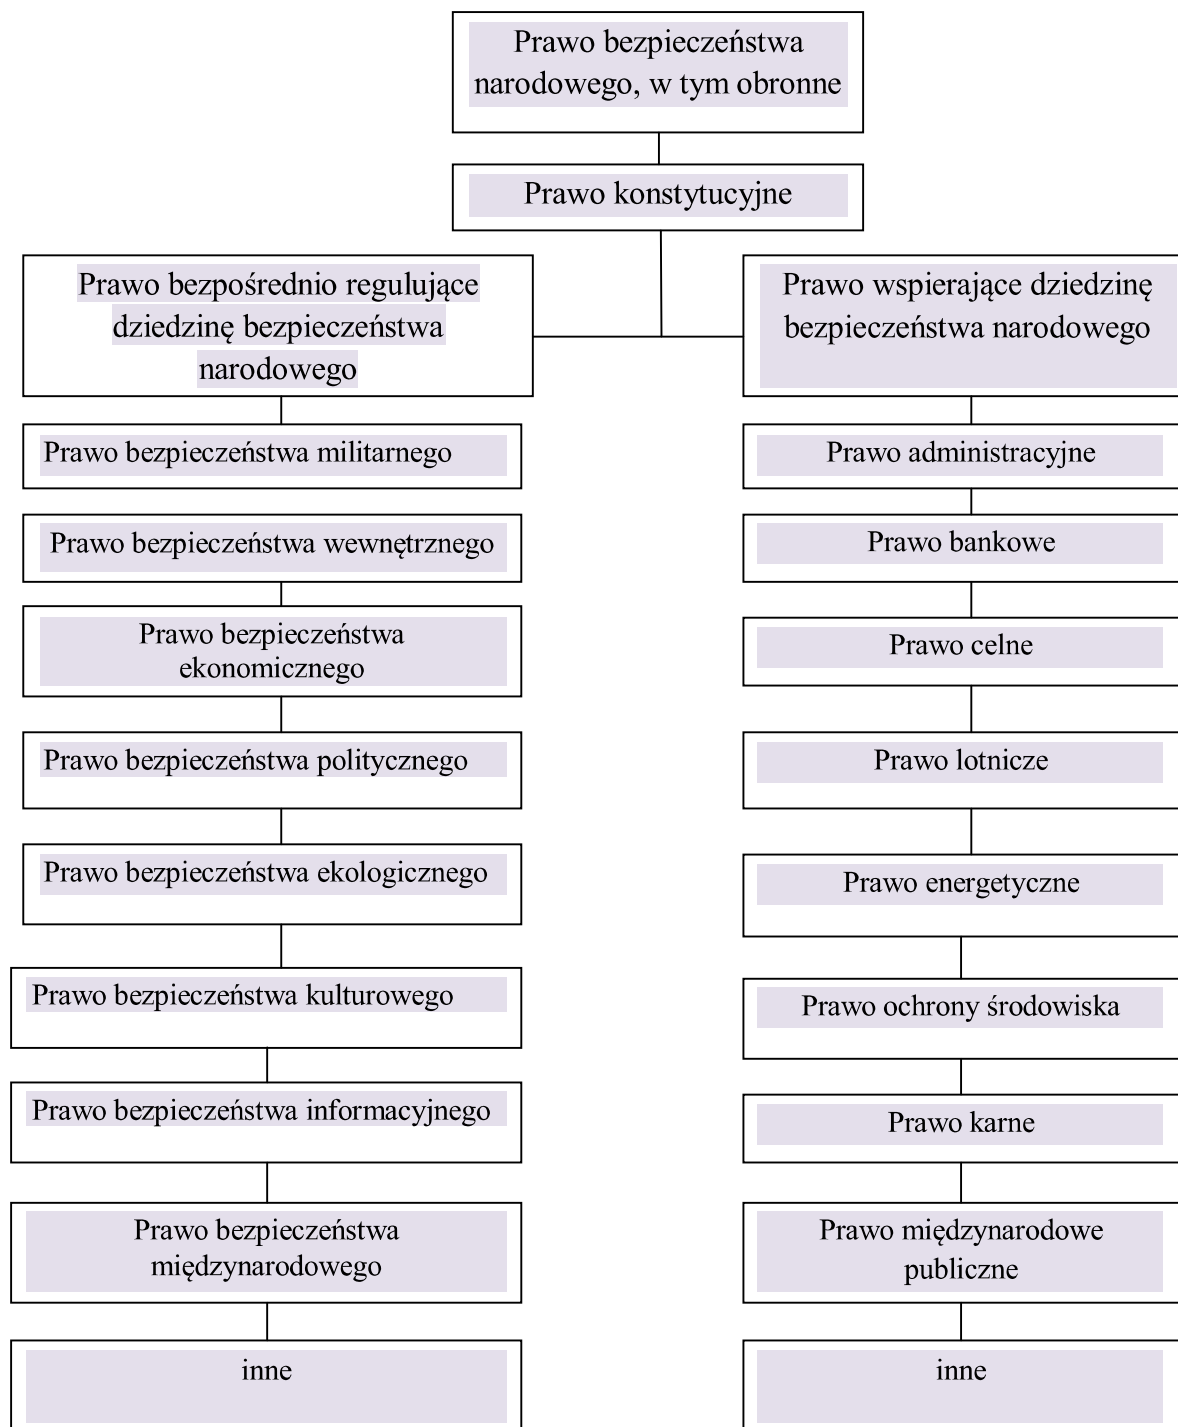 Prawo bezpieczeństwa
narodowego, w tym obronne
Prawo konstytucyjne
Prawo bezpośrednio regulujące
dziedzinę bezpieczeństwa
narodowego
Prawo bezpieczeństwa militarnego
Prawo bezpieczeństwa wewnętrznego
Prawo bezpieczeństwa
ekonomicznego
Prawo bezpieczeństwa politycznego
Prawo bezpieczeństwa ekologicznego
Prawo bezpieczeństwa kulturowego
Prawo bezpieczeństwa informacyjnego
Prawo bezpieczeństwa
międzynarodowego
inne
Prawo wspierające dziedzinę
bezpieczeństwa narodowego
Prawo administracyjne
Prawo bankowe
Prawo celne
Prawo lotnicze
Prawo energetyczne
Prawo ochrony środowiska
Prawo karne
Prawo międzynarodowe
publiczne
inne